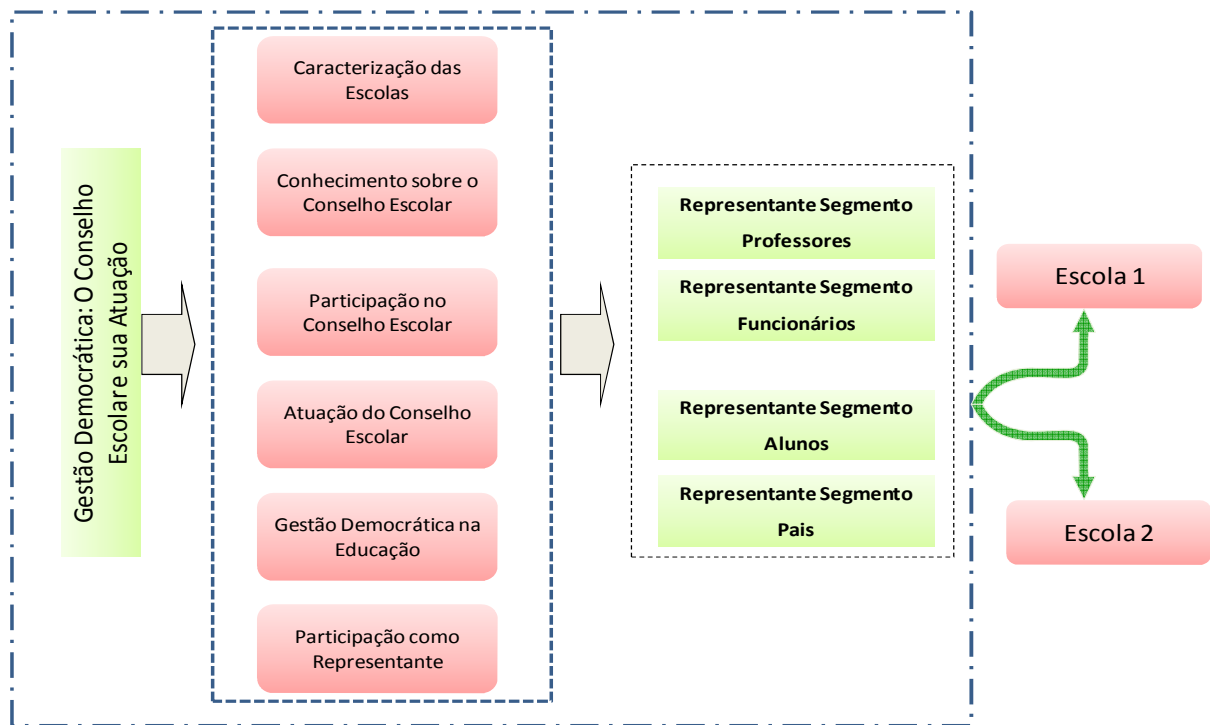 Gestão Democrática: O Conselho
Escolar e sua Atuação
Caracterização das
Escolas
Conhecimento sobre o
Conselho Escolar
Participação no
Conselho Escolar
Atuação do Conselho
Escolar
Gestão Democrática na
Educação
Participação como
Representante
Representante Segmento
Professores
Representante Segmento
Funcionários
Representante Segmento
Alunos
Representante Segmento
Pais
Escola 1
Escola 2